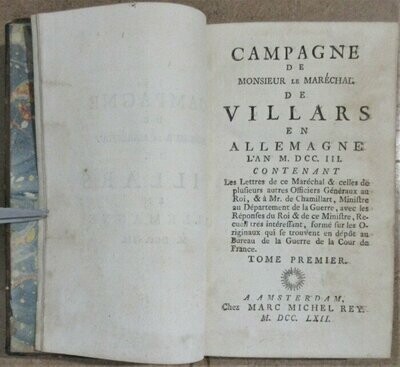 CAMPAGNE
DE
MONSIEUR LE MARÉCHAL
DE
VILLARS
EN
ALLEMAGNE
L'AN M. DCC. III.
CONTENANT
Les Lettres de ce Maréchal & celles de
plusieurs autres Officiers Généraux au
Roi, & à Mr. de Chamillart, Ministre
au Département de la Guerre, avec les
Réponses du Roi & de ce Ministre, Re-
cueil tres intéressant, formé sur les O-
riginaux qui se trouvent en dépôt au
Bureau de la Guerre de la Cour de
France.
TOME PREMIER.
A AMSTERDAM,
Chez MARC MICHEL REY.
M. DCC. LXII.